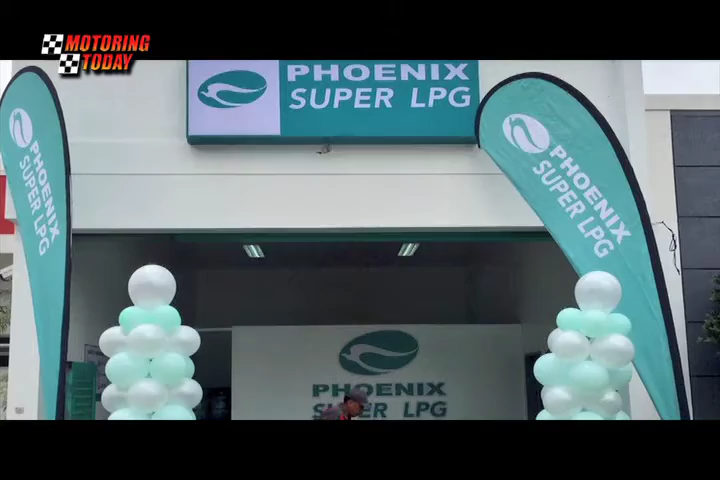 MOTORING
TODAY
PHOENIX
SUPER LPG
PHOENIX
SUPER LPG
PHOENIX
SUPER LPG
PHOENIX
SUPER LPG